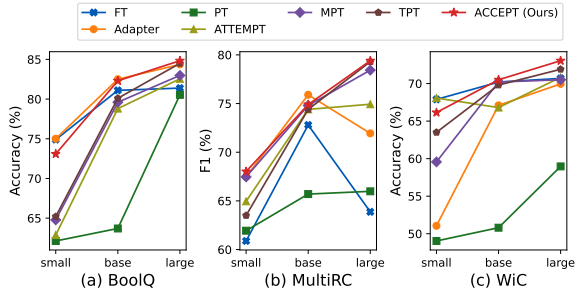 FT PT MPT TPT ACCEPT (Ours)
Adapter ATTEMPT
Accuracy (%)
85
80
75
70
65
small base large
(a) BoolQ
F1 (%)
80
75
70
65
60
small base large
(b) MultiRC
Accuracy (%)
70
65
60
55
50
small base large
(c) WiC